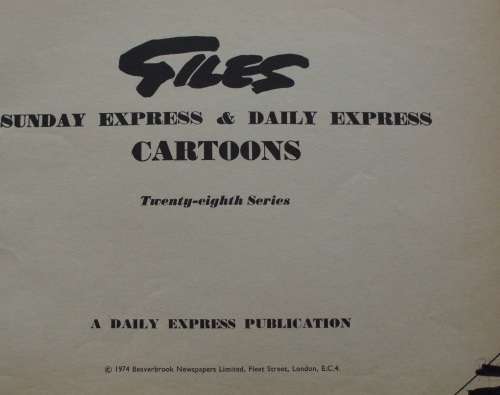 GILES
SUNDAY EXPRESS & DAILY EXPRESS
CARTOONS
Twenty-eighth Series
A DAILY EXPRESS PUBLICATION
© 1974 Beaverbrook Newspapers Limited, Fleet Street, London, E.C.4.